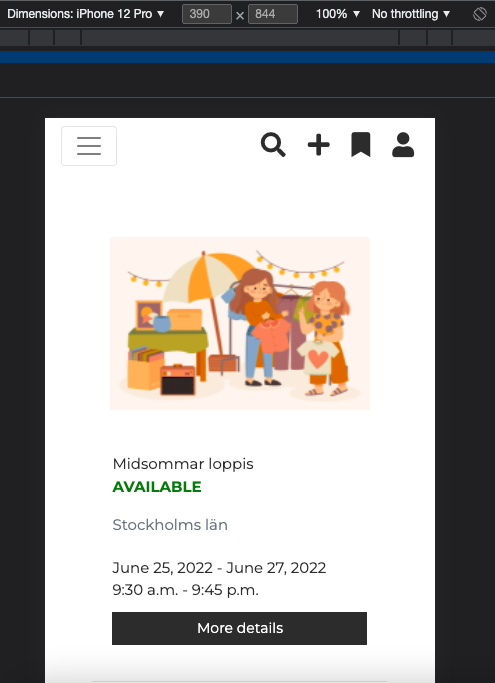 Dimensions: iPhone 12 Pro ▼ 390 × 844 100% ▼ No throttling ▼
Midsommar loppis
AVAILABLE
Stockholms län
June 25, 2022 - June 27, 2022
9:30 a.m. - 9:45 p.m.
More details